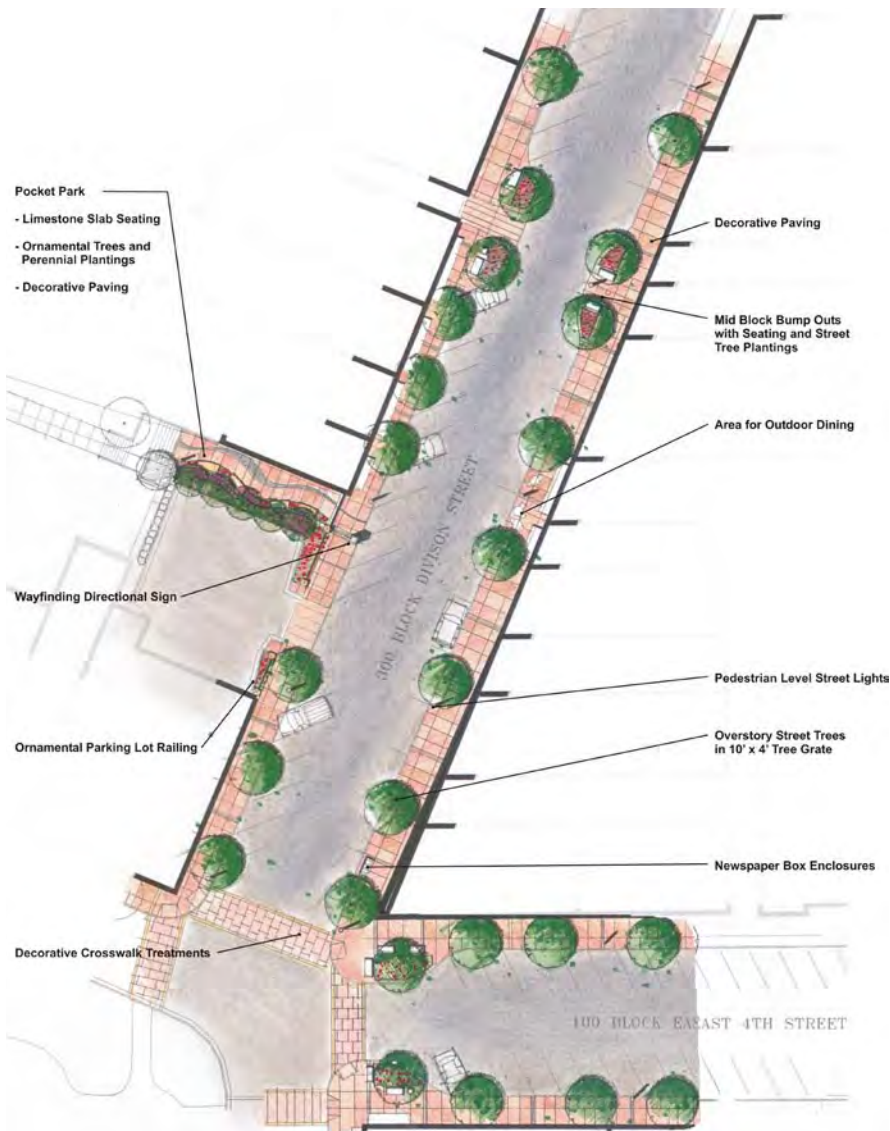 Pocket Park
- Limestone Slab Seating
- Ornamental Trees and
Perennial Plantings
- Decorative Paving
Wayfinding Directional Sign
Ornamental Parking Lot Railing
Decorative Crosswalk Treatments
Decorative Paving
Mid Block Bump Outs
with Seating and Street
Tree Plantings
Area for Outdoor Dining
Pedestrian Level Street Lights
Overstory Street Trees
in 10' x 4' Tree Grate
Newspaper Box Enclosures
300 BLOCK DIVISON STREET
100 BLOCK EAEAST 4TH STREET